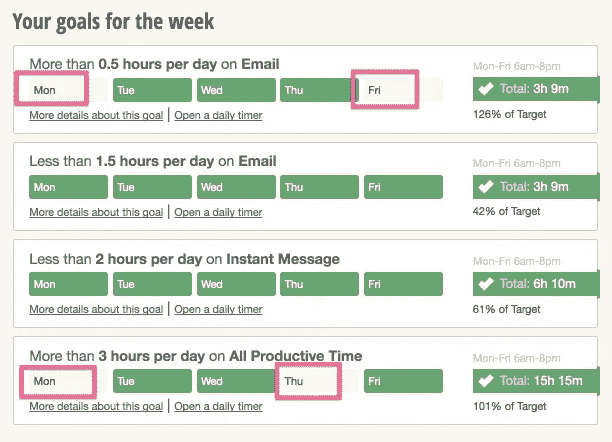 Your goals for the week
More than 0.5 hours per day on Email
Mon-Fri 6am-8pm
Mon Tue Wed Thu Fri Total: 3h 9m
More details about this goal | Open a daily timer 126% of Target
Less than 1.5 hours per day on Email
Mon-Fri 6am-8pm
Mon Tue Wed Thu Fri Total: 3h 9m
More details about this goal | Open a daily timer 42% of Target
Less than 2 hours per day on Instant Message
Mon-Fri 6am-8pm
Mon Tue Wed Thu Fri Total: 6h 10m
More details about this goal | Open a daily timer 61% of Target
More than 3 hours per day on All Productive Time
Mon-Fri 6am-8pm
Mon Tue Wed Thu Fri Total: 15h 15m
More details about this goal | Open a daily timer 101% of Target